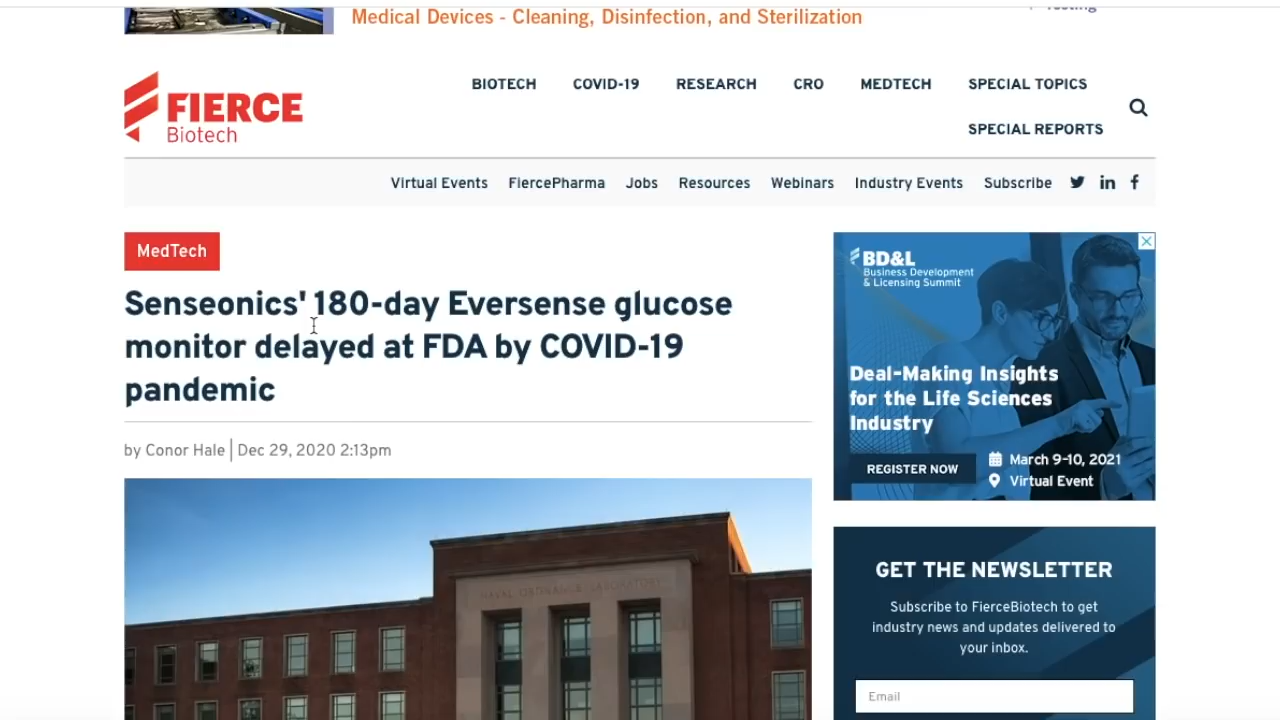 Medical Devices - Cleaning, Disinfection, and Sterilization
FIERCE
Biotech
BIOTECH COVID-19 RESEARCH CRO MEDTECH SPECIAL TOPICS
SPECIAL REPORTS
Virtual Events FiercePharma Jobs Resources Webinars Industry Events Subscribe
MedTech
Senseonics' 180-day Eversense glucose
monitor delayed at FDA by COVID-19
pandemic
by Conor Hale | Dec 29, 2020 2:13pm
NAVAL ORDNANCE LABORATORY
BD&L
Business Development
& Licensing Summit
Deal-Making Insights
for the Life Sciences
Industry
REGISTER NOW
March 9-10, 2021
Virtual Event
GET THE NEWSLETTER
Subscribe to FierceBiotech to get
industry news and updates delivered to
your inbox.
Email